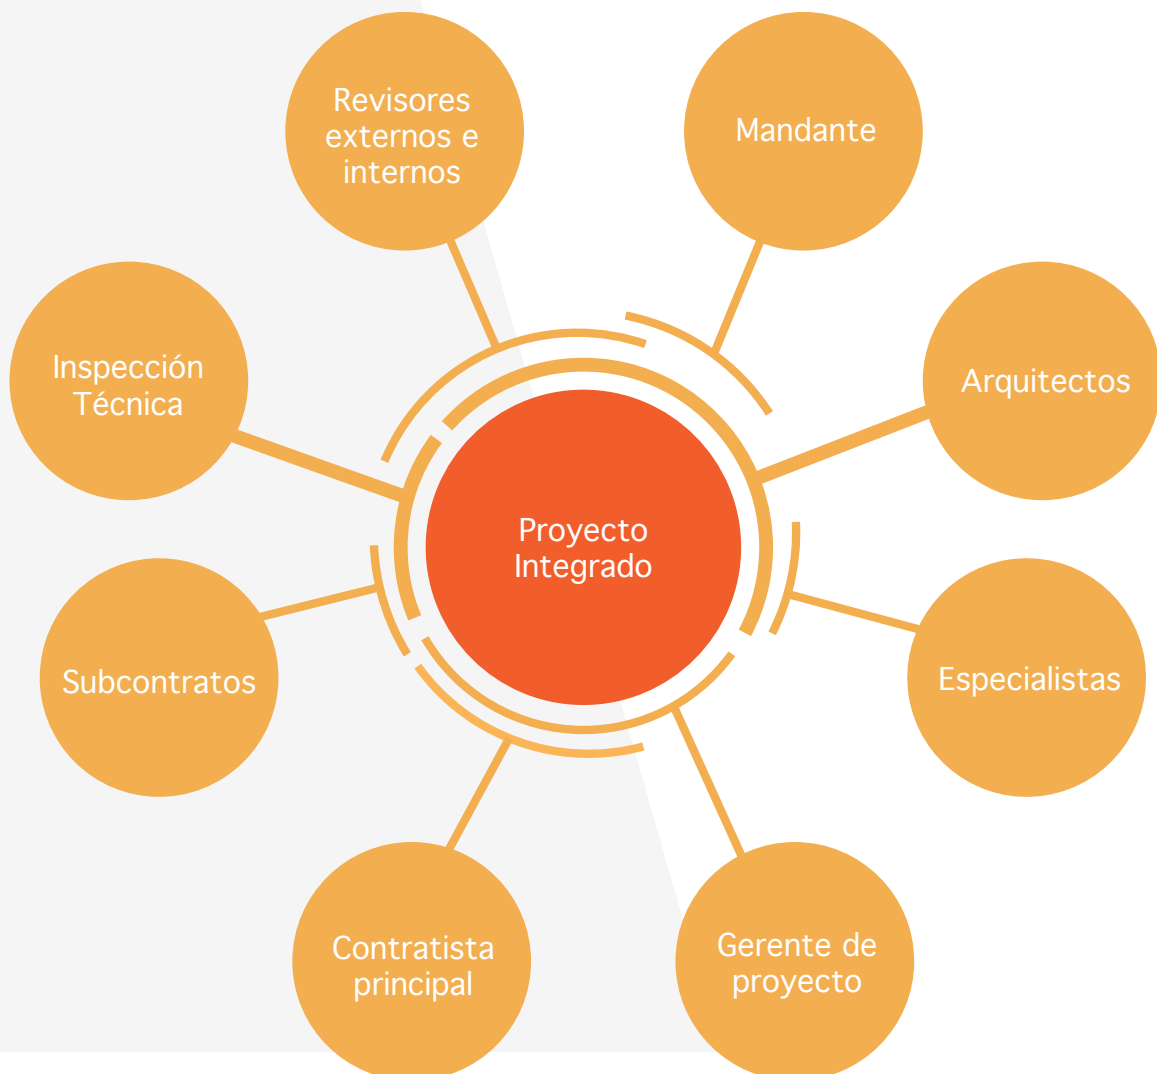 Revisores
externos e
internos
Mandante
Inspección
Técnica
Arquitectos
Proyecto
Integrado
Subcontratos
Especialistas
Contratista
principal
Gerente de
proyecto